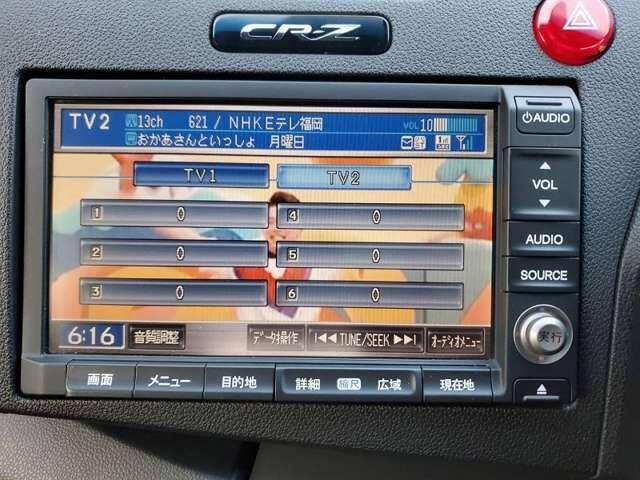 CR-Z
TV2 13ch 621 / NHKEテレ福岡 VOL 10
おかあさんといっしょ 月曜日
TV1 TV2
1 0 4 0
2 0 5 0
3 0 6 0
6:16 音質調整 データ操作 TUNE/SEEK オーディオメニュー
AUDIO
VOL
AUDIO
SOURCE
実行
画面 メニュー 目的地 詳細 縮尺 広域 現在地